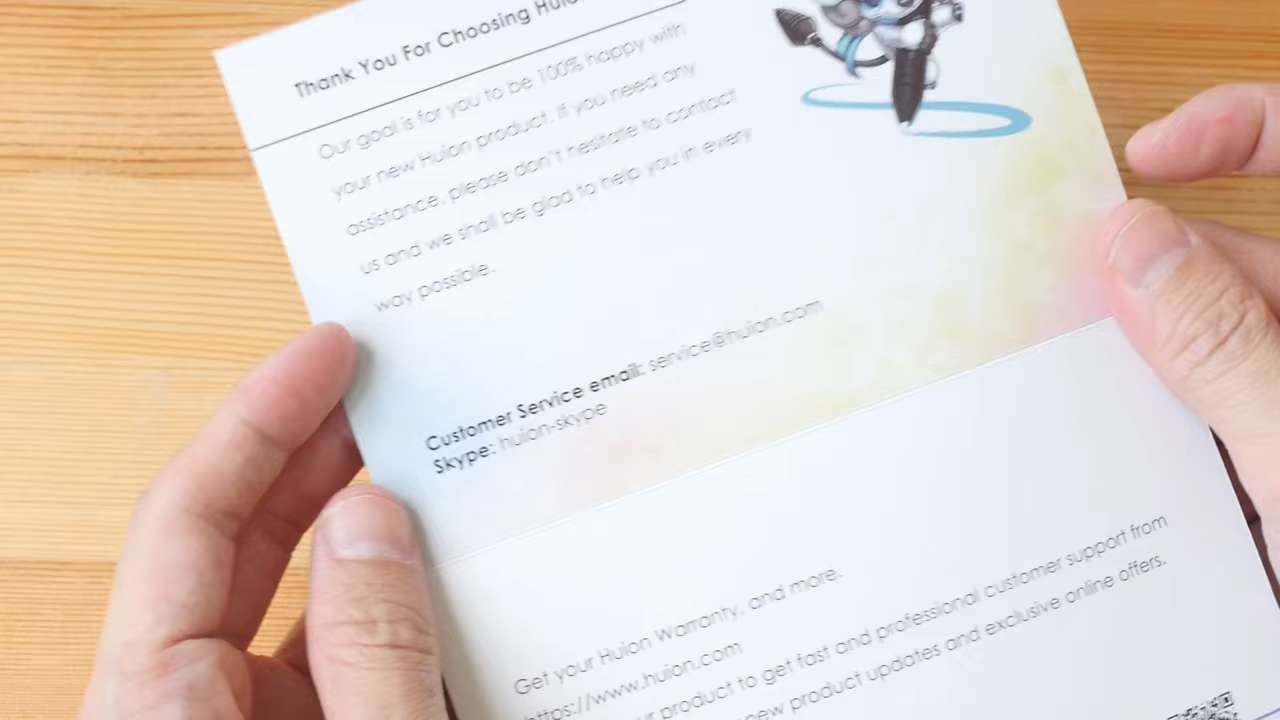 Thank You For Choosing Huion
Our goal is for you to be 100% happy with
your new Huion product. If you need any
assistance, please don't hesitate to contact
us and we shall be glad to help you in every
way possible.
Customer Service email: service@huion.com
Skype: huion-skype
Get your Huion Warranty, and more.
https://www.huion.com
product to get fast and professional customer support from
new product updates and exclusive online offers.